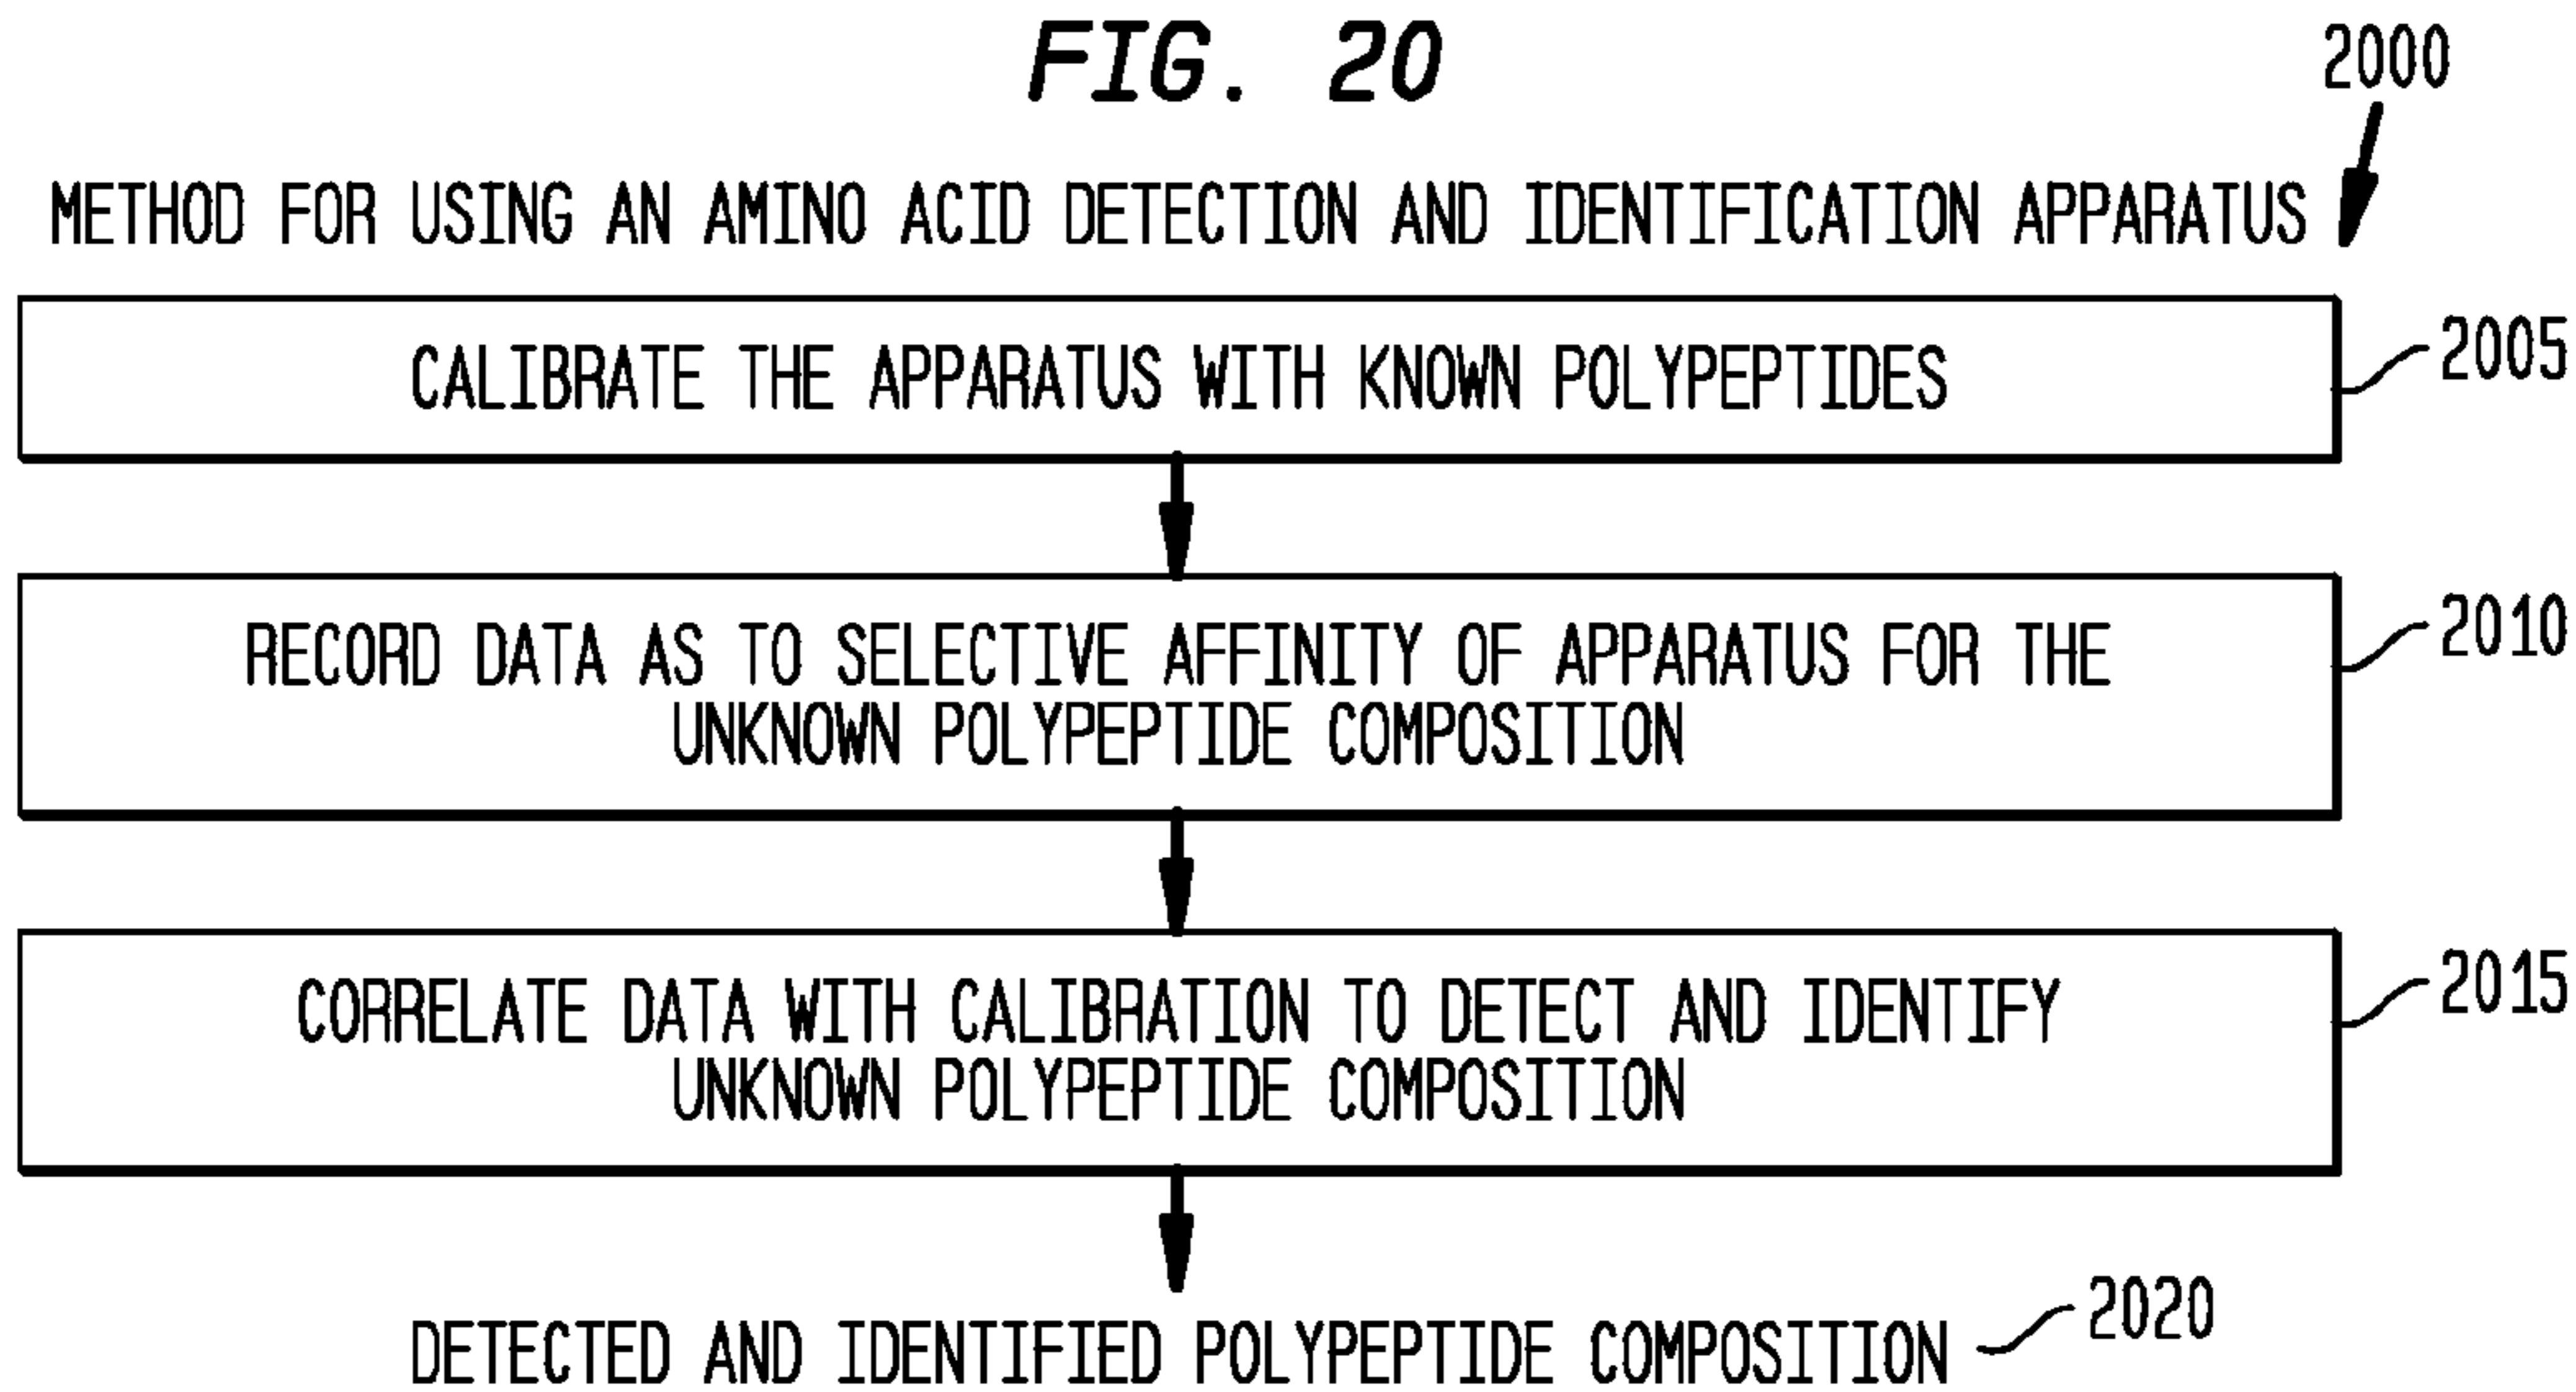 FIG. 20
2000
METHOD FOR USING AN AMINO ACID DETECTION AND IDENTIFICATION APPARATUS
CALIBRATE THE APPARATUS WITH KNOWN POLYPEPTIDES
2005
RECORD DATA AS TO SELECTIVE AFFINITY OF APPARATUS FOR THE
UNKNOWN POLYPEPTIDE COMPOSITION
2010
CORRELATE DATA WITH CALIBRATION TO DETECT AND IDENTIFY
UNKNOWN POLYPEPTIDE COMPOSITION
2015
DETECTED AND IDENTIFIED POLYPEPTIDE COMPOSITION
2020